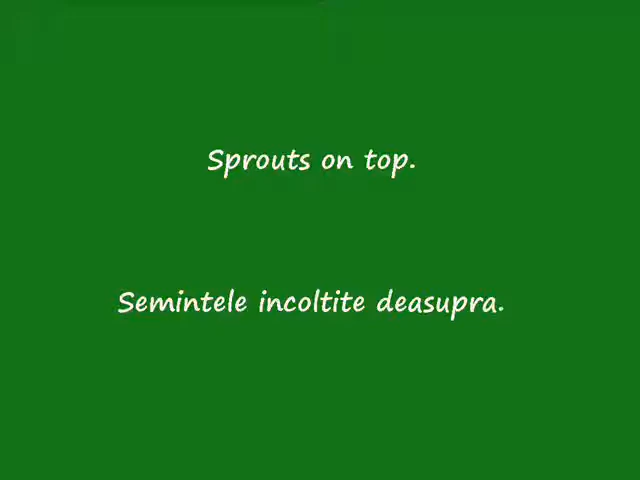 Sprouts on top.
Semintele incoltite deasupra.